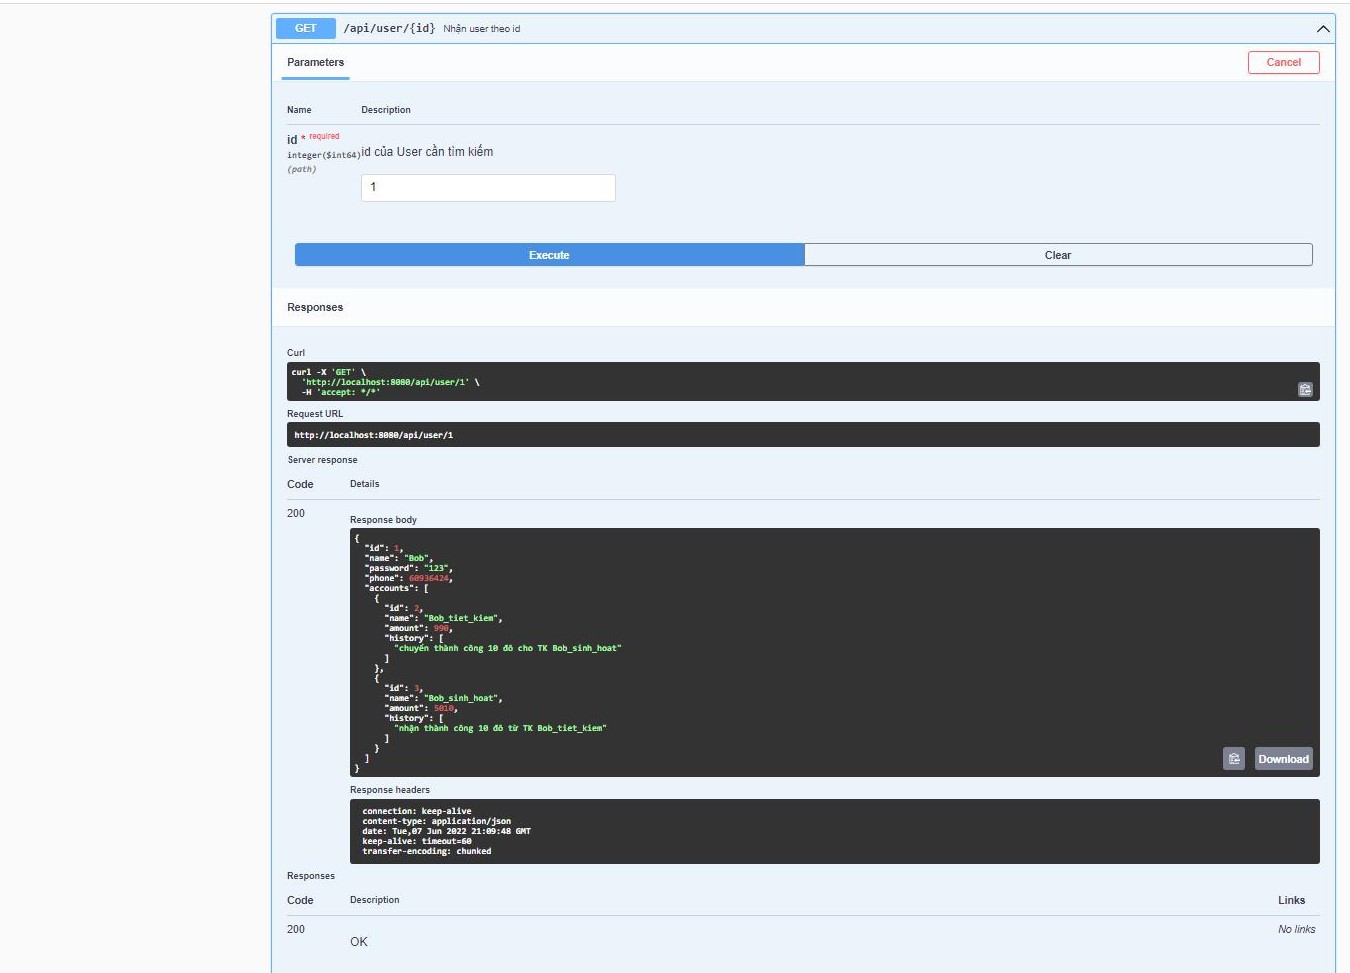 GET /api/user/{id} Nhận user theo id
Parameters
Cancel
Name Description
id * required
integer($int64)
(path)
id của User cần tìm kiếm
1
Execute
Clear
Responses
Curl
curl -X 'GET' \
'http://localhost:8080/api/user/1' \
-H 'accept: */*'
Request URL
http://localhost:8080/api/user/1
Server response
Code Details
200
Response body
{
"id": 1,
"name": "Bob",
"password": "123",
"phone": 60936424,
"accounts": [
{
"id": 2,
"name": "Bob_tiet_kiem",
"amount": 990,
"history": [
"chuyển thành công 10 đô cho TK Bob_sinh_hoat"
]
},
{
"id": 3,
"name": "Bob_sinh_hoat",
"amount": 5010,
"history": [
"nhận thành công 10 đô từ TK Bob_tiet_kiem"
]
}
]
}
Download
Response headers
connection: keep-alive
content-type: application/json
date: Tue,07 Jun 2022 21:09:48 GMT
keep-alive: timeout=60
transfer-encoding: chunked
Responses
Code Description Links
200
OK
No links